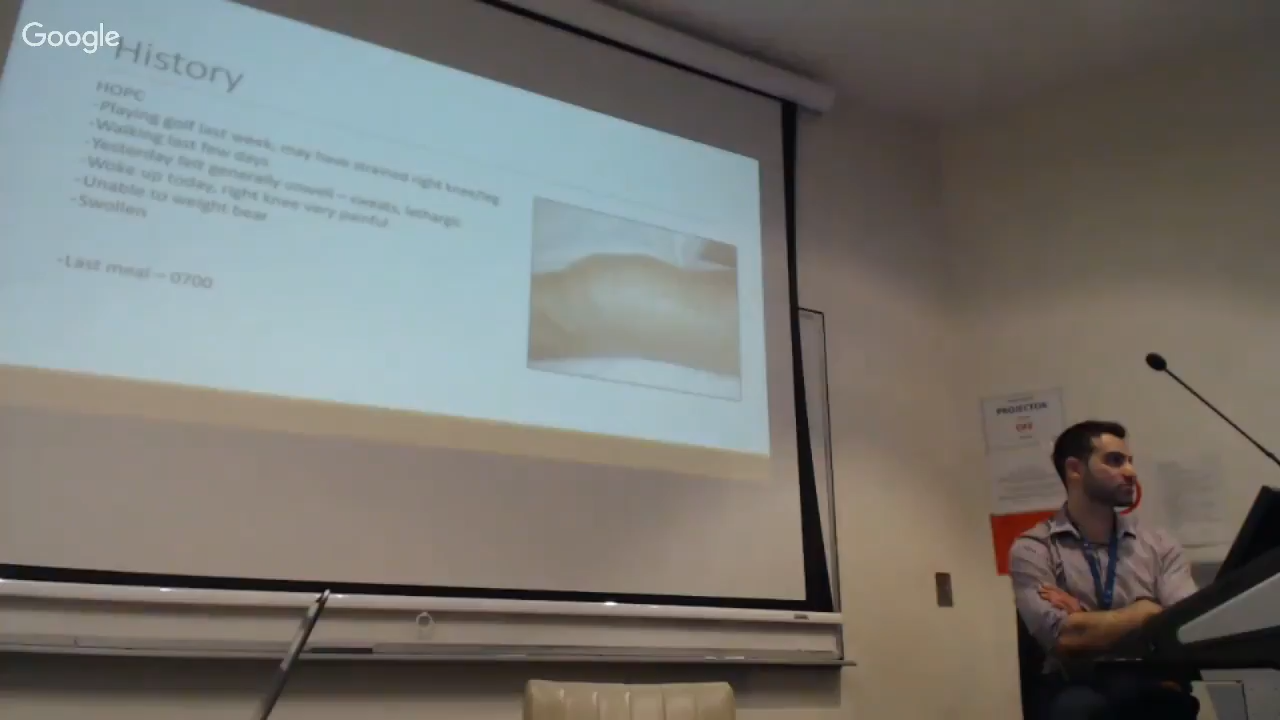 Google
History
HOPC
-Playing golf last week, may have strained right knee/leg
-Walking last few days
-Yesterday felt generally unwell – sweats, lethargic
-Woke up today, right knee very painful
-Unable to weight bear
-Swollen
-Last meal – 0700
PROJECTOR
OFF